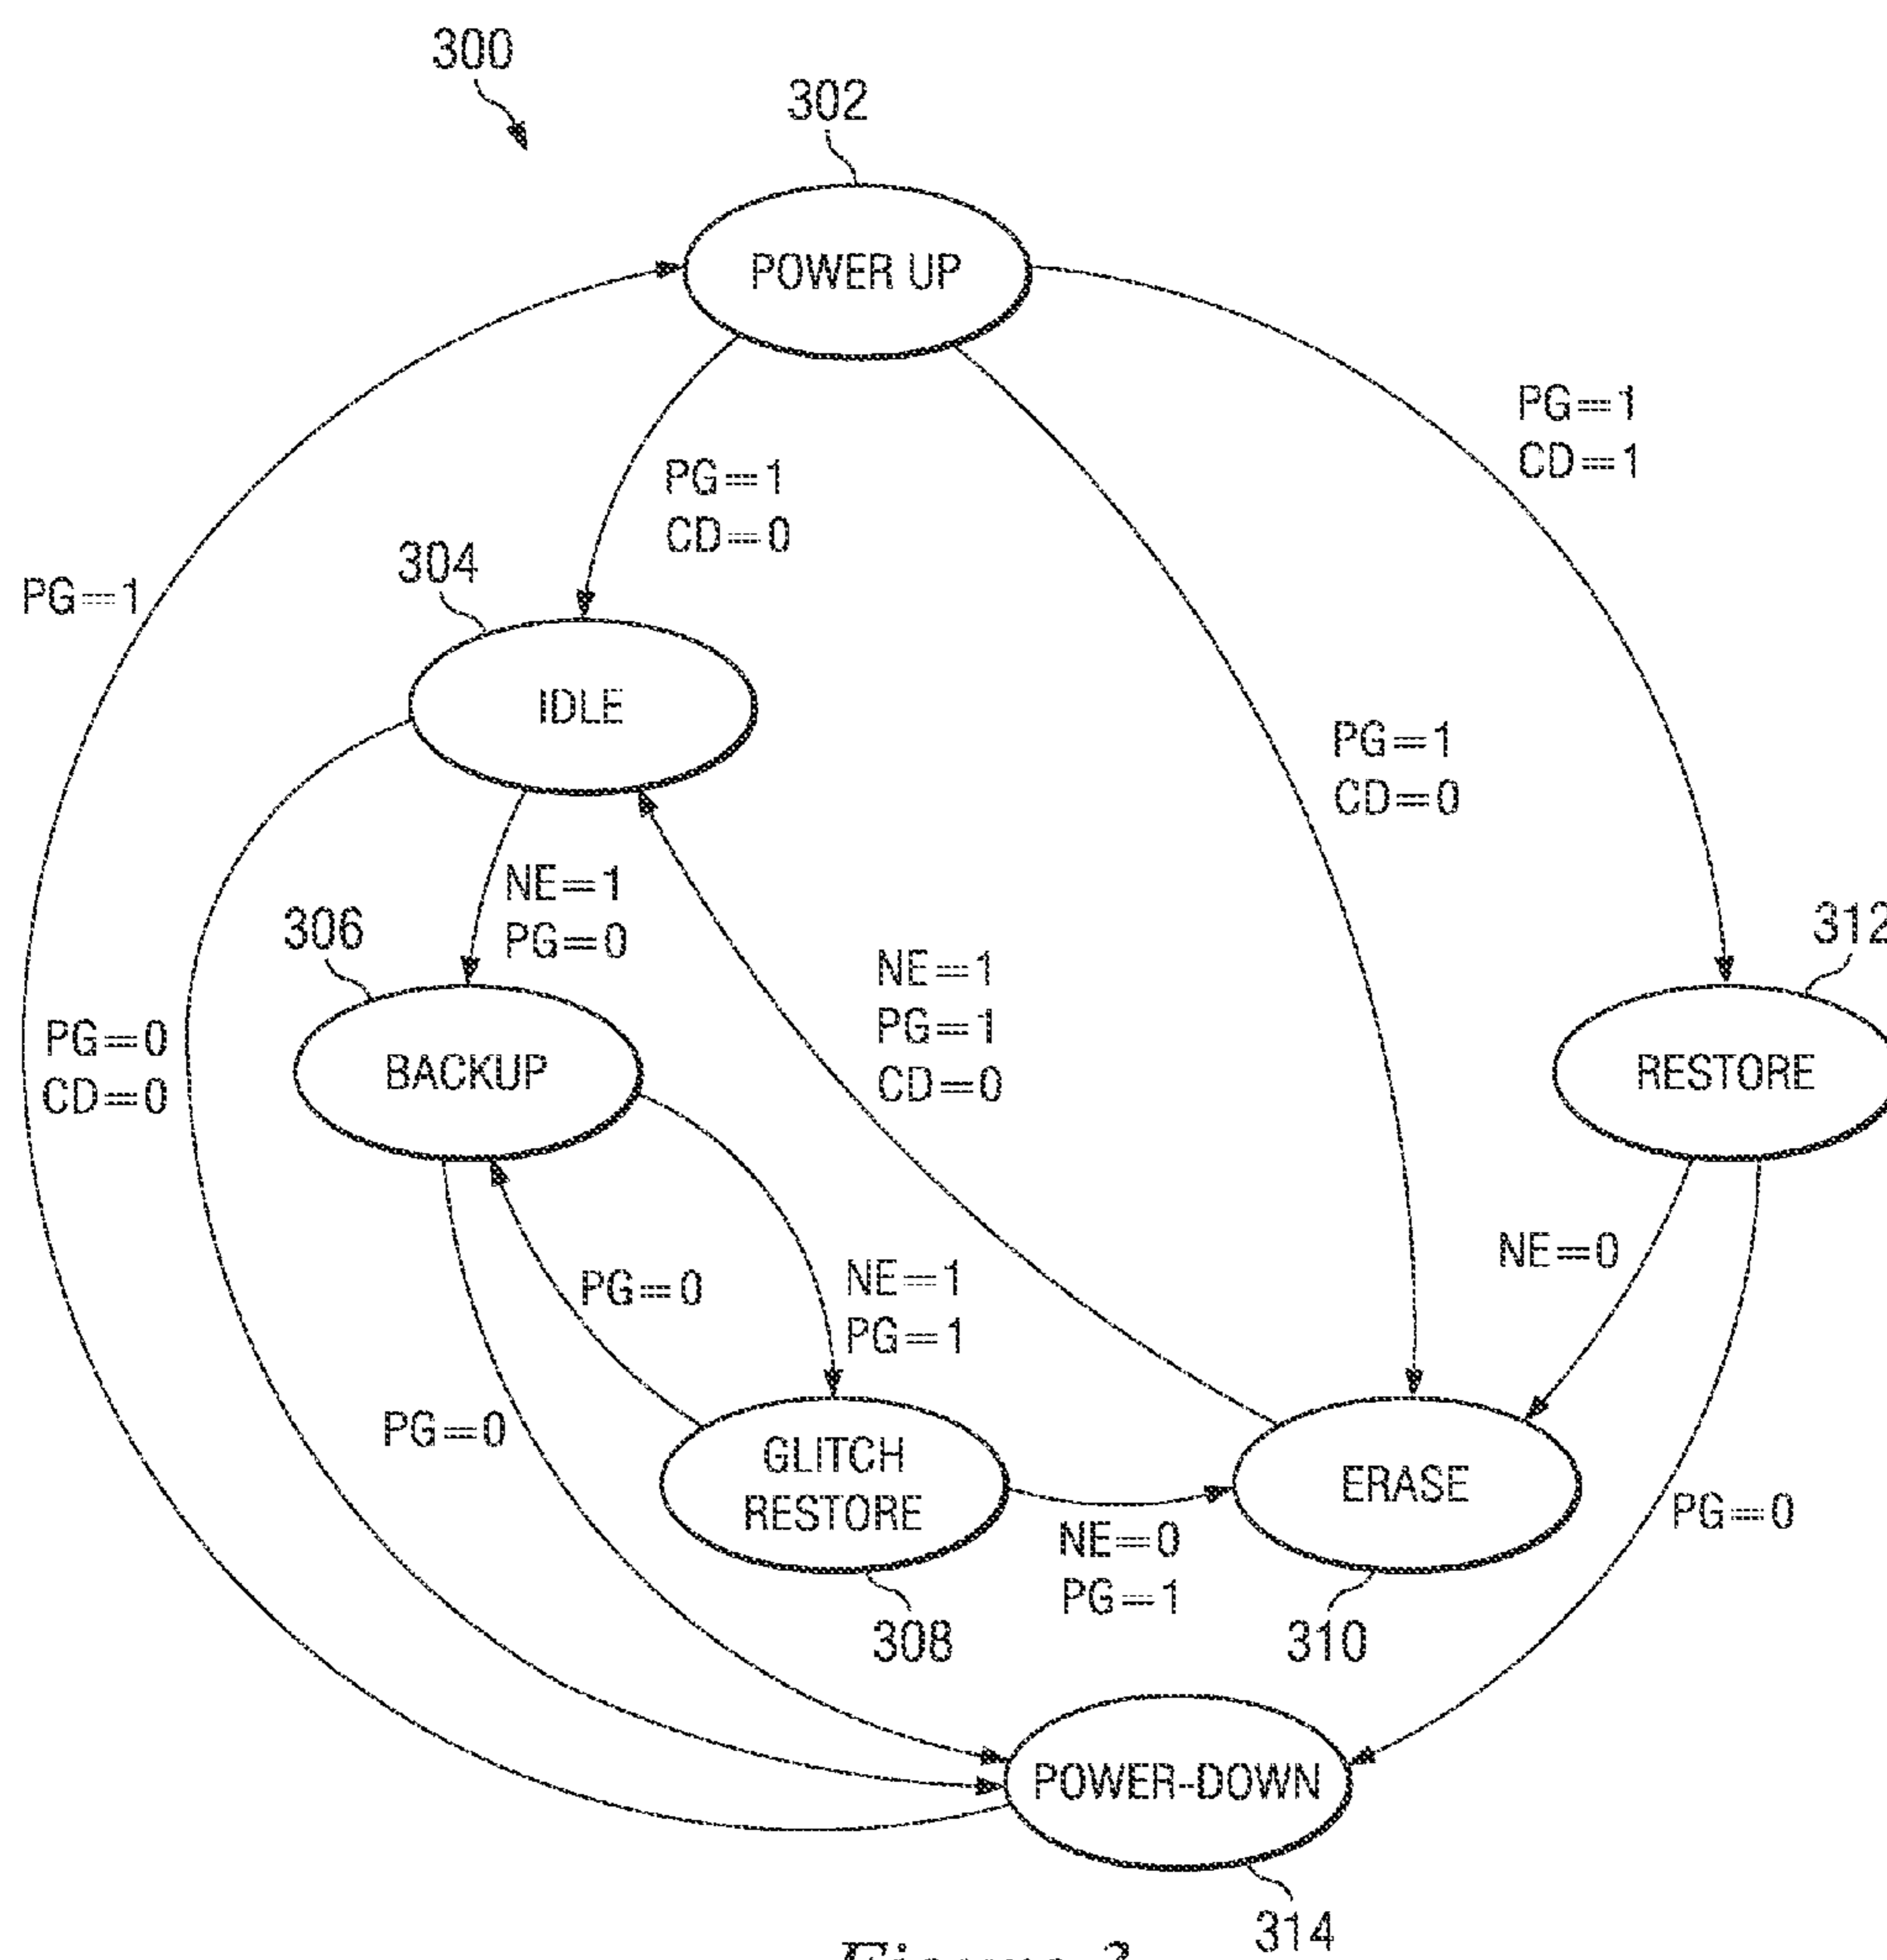 300
302
POWER UP
PG=1
CD=1
PG=1
CD=0
304
PG=1
IDLE
PG=1
CD=0
NE=1
PG=0
306
312
NE=1
PG=1
CD=0
PG=0
CD=0
BACKUP
RESTORE
NE=0
PG=0
NE=1
PG=1
PG=0
GLITCH
RESTORE
ERASE
PG=0
NE=0
PG=1
308
310
POWER-DOWN
314
Figure 3